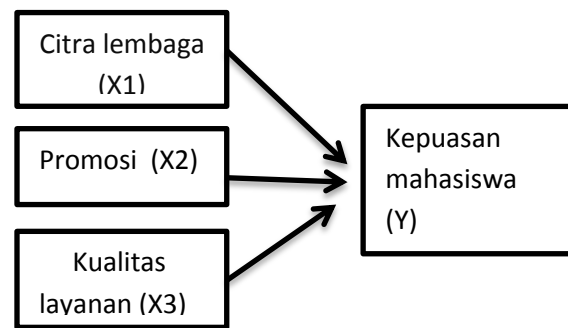 Citra lembaga
(X1)
Promosi (X2)
Kualitas
layanan (X3)
Kepuasan
mahasiswa
(Y)